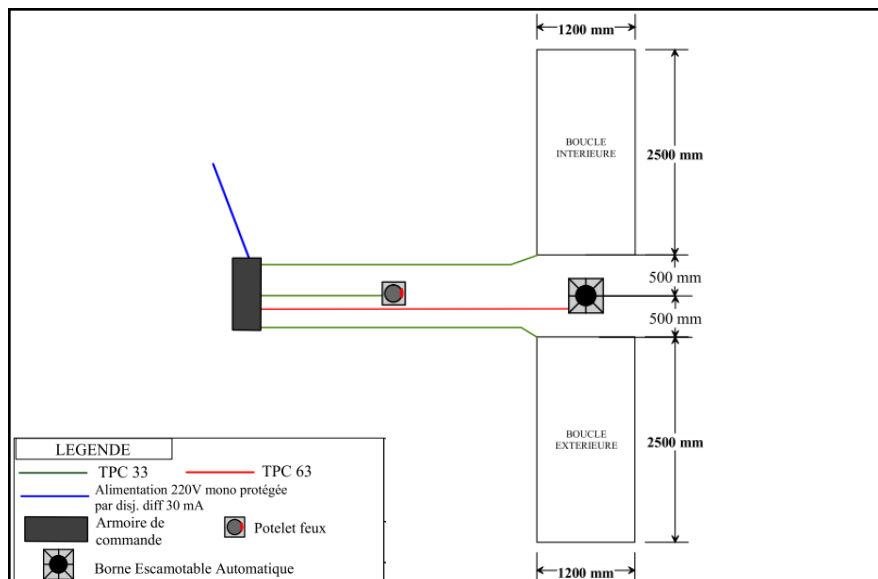 1200 mm
BOUCLE
INTERIEURE
2500 mm
500 mm
500 mm
BOUCLE
EXTERIEURE
2500 mm
1200 mm
LEGENDE
TPC 33
TPC 63
Alimentation 220V mono protégée
par disj. diff 30 mA
Armoire de
commande
Potelet feux
Borne Escamotable Automatique